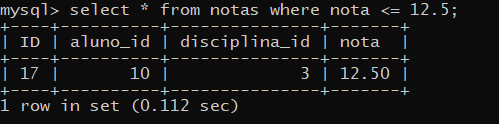 mysql> select * from notas where nota <= 12.5;
+----+----------+---------------+-------+
| ID | aluno_id | disciplina_id | nota  |
+----+----------+---------------+-------+
| 17 |       10 |             3 | 12.50 |
+----+----------+---------------+-------+
1 row in set (0.112 sec)